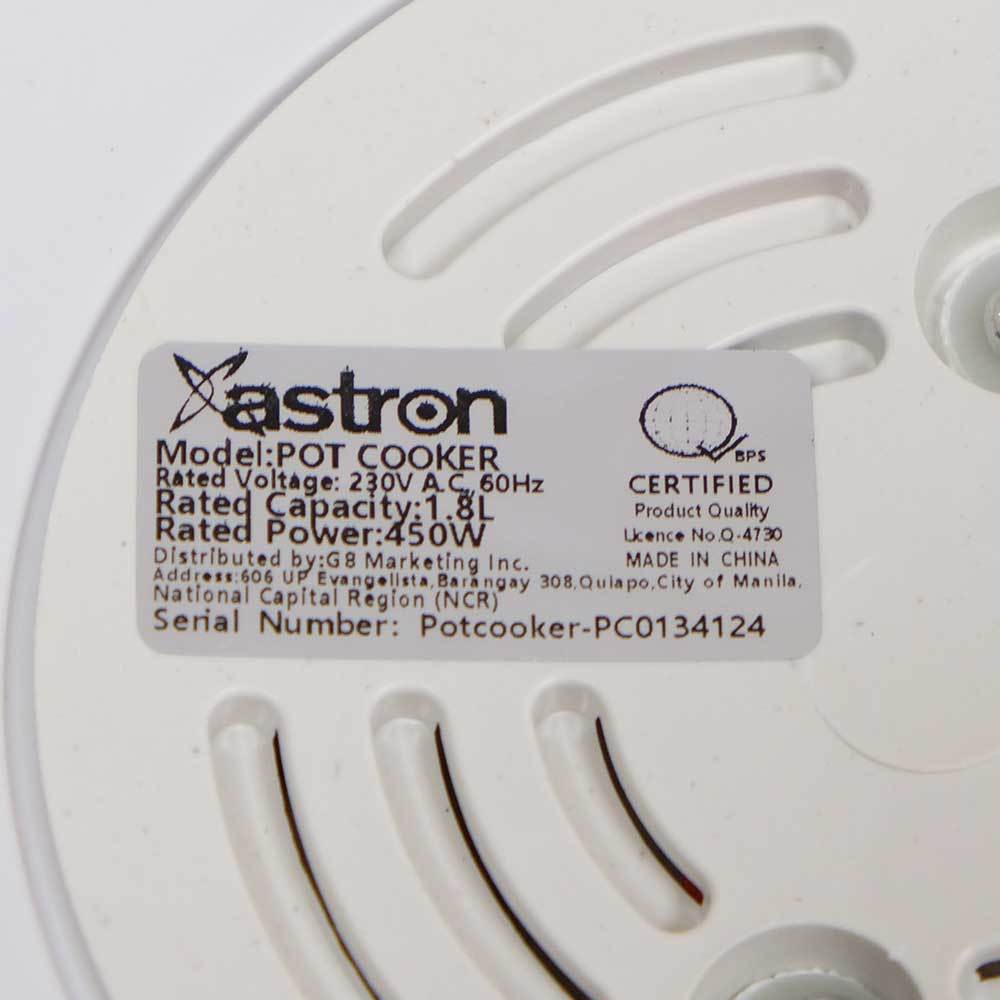 astron
Model:POT COOKER
Rated Voltage: 230V A.C, 60Hz
Rated Capacity:1.8L
Rated Power:450W
Distributed by:G8 Marketing Inc.
Address:606 UP Evangelista,Barangay 308,Quiapo,City of Manila,
National Capital Region (NCR)
Serial Number: Potcooker-PC0134124
BPS
CERTIFIED
Product Quality
Licence No.Q-4730
MADE IN CHINA